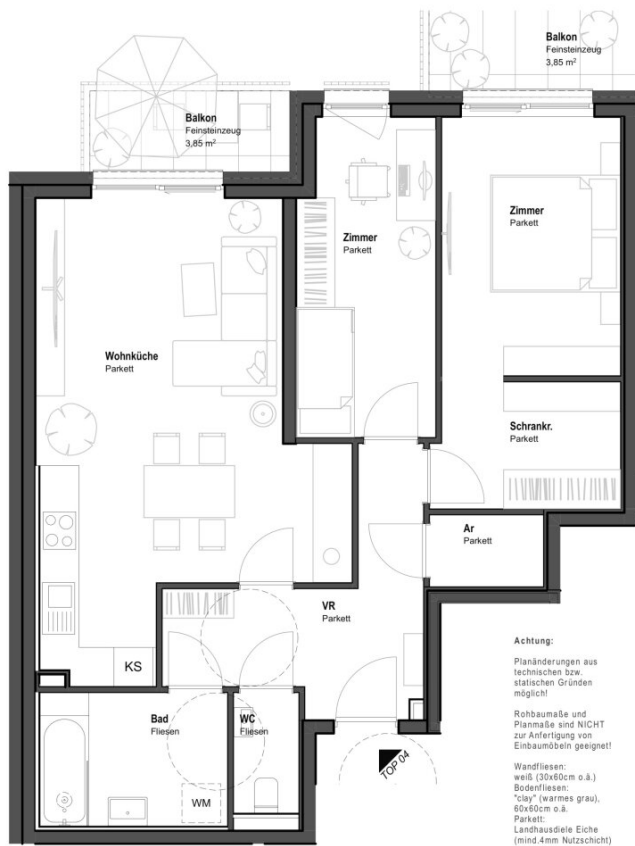 Balkon
Feinsteinzeug
3,85 m²
Balkon
Feinsteinzeug
3,85 m²
Zimmer
Parkett
Zimmer
Parkett
Wohnküche
Parkett
Schrankr.
Parkett
Ar
Parkett
VR
Parkett
KS
Bad
Fliesen
WC
Fliesen
WM
TOP 04
Achtung:
Planänderungen aus
technischen bzw.
statischen Gründen
möglich!
Rohbaumaße und
Planmaße sind NICHT
zur Anfertigung von
Einbaumöbeln geeignet!
Wandfliesen:
weiß (30x60cm o.ä.)
Bodenfliesen:
"clay" (warmes grau),
60x60cm o.ä.
Parkett:
Landhausdiele Eiche
(mind.4mm Nutzschicht)